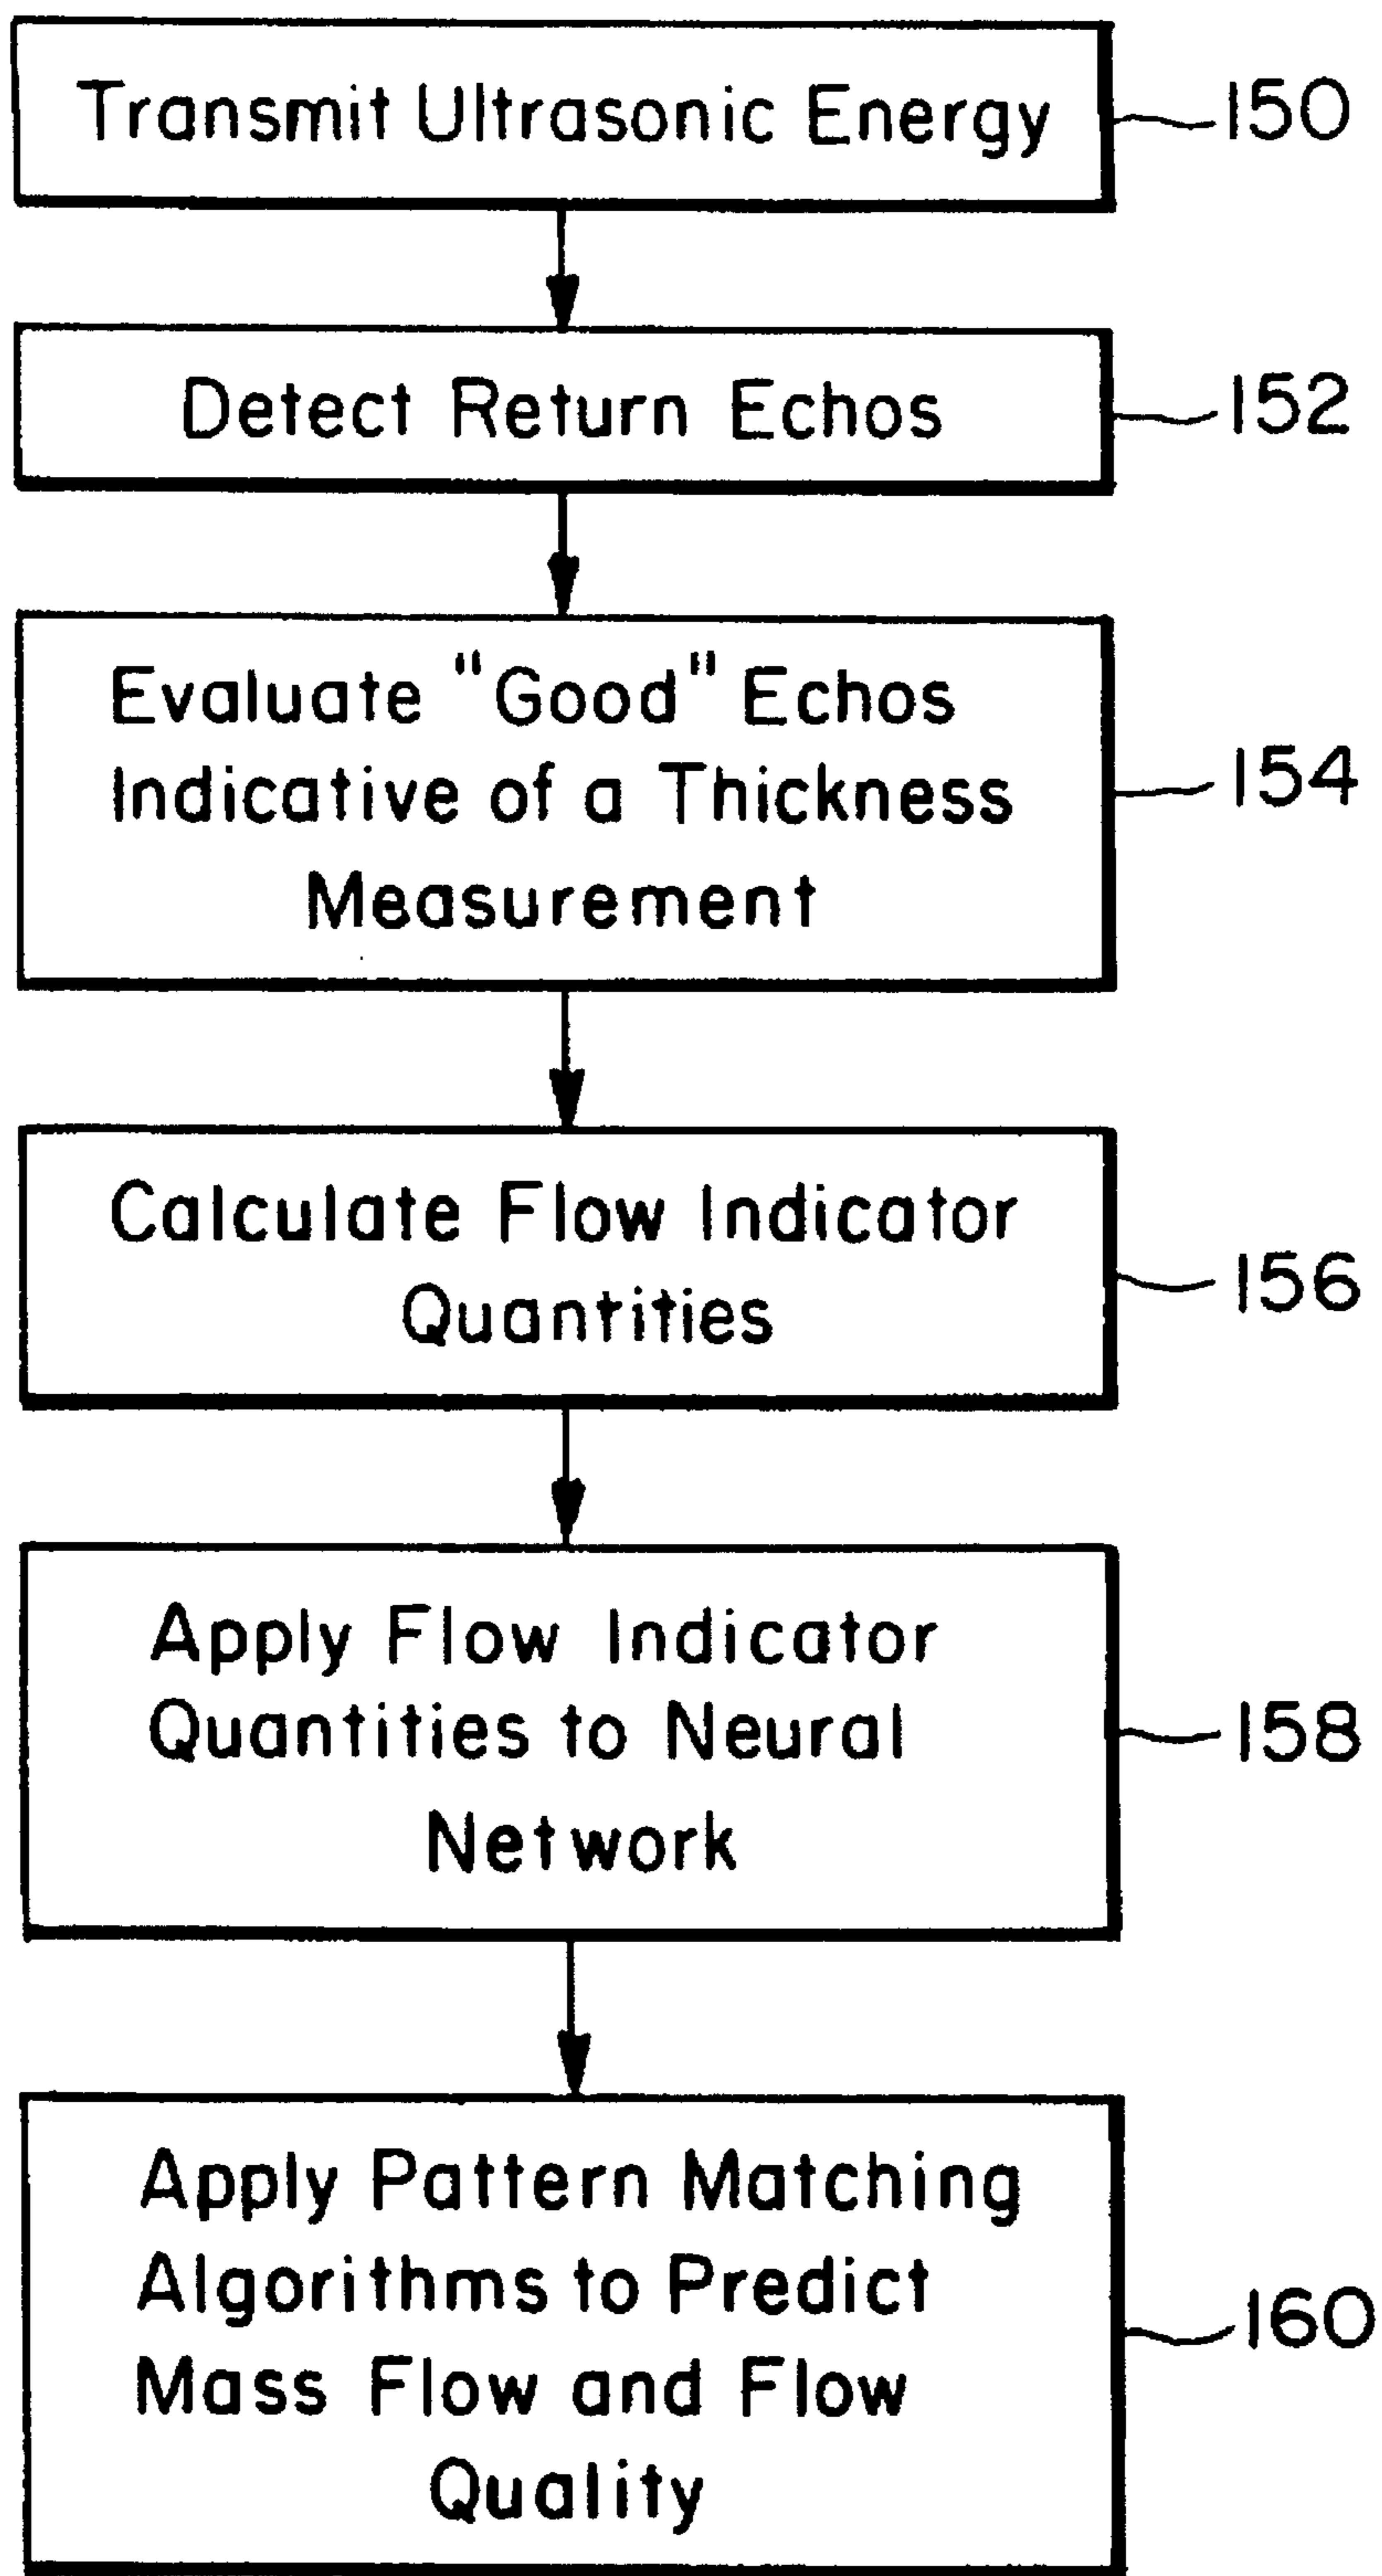 Transmit Ultrasonic Energy
150
Detect Return Echos
152
Evaluate "Good" Echos
Indicative of a Thickness
Measurement
154
Calculate Flow Indicator
Quantities
156
Apply Flow Indicator
Quantities to Neural
Network
158
Apply Pattern Matching
Algorithms to Predict
Mass Flow and Flow
Quality
160